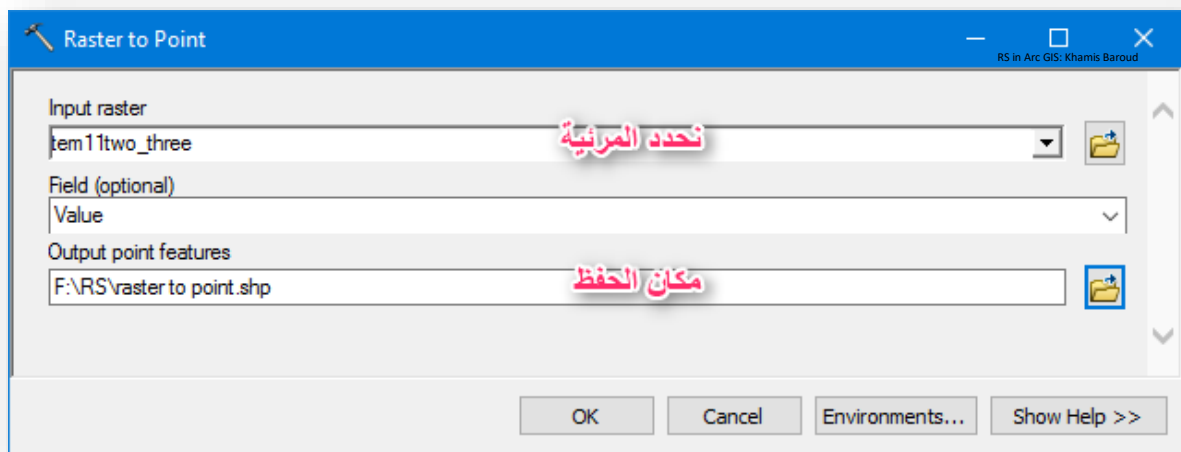 Raster to Point
RS in Arc GIS: Khamis Baroud
Input raster
tem11two_three
نحدد المرئية
Field (optional)
Value
Output point features
F:\RS\raster to point.shp
مكان الحفظ
OK Cancel Environments... Show Help >>